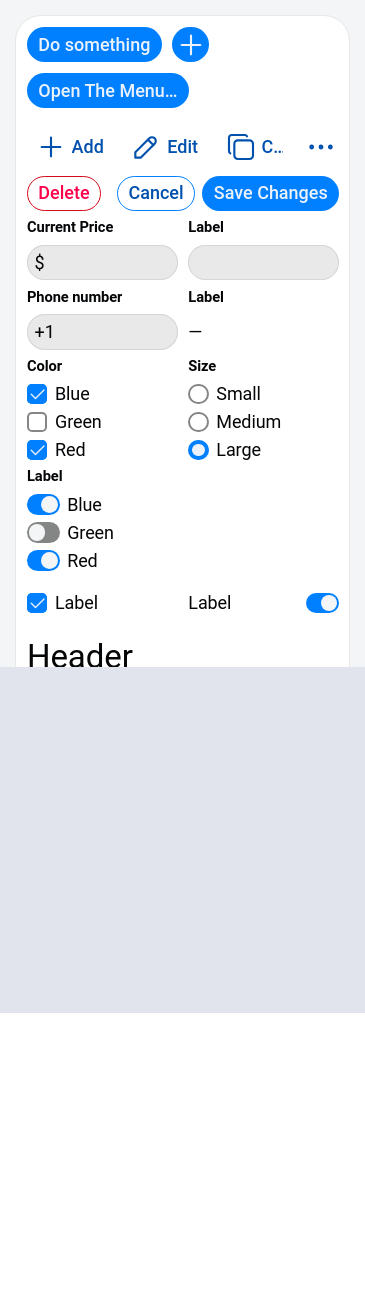 Do something
Open The Menu...
Add Edit C..
Delete Cancel Save Changes
Current Price Label
$
Phone number Label
+1 —
Color Size
Blue Small
Green Medium
Red Large
Label
Blue
Green
Red
Label Label
Header